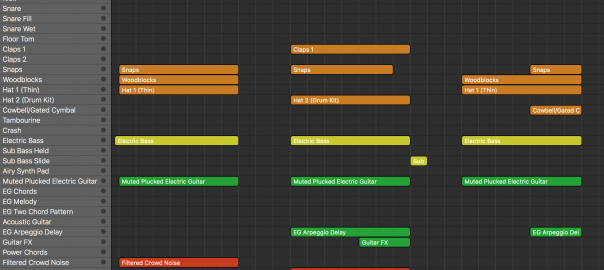 Snare
Snare Fill
Snare Wet
Floor Tom
Claps 1 Claps 1
Claps 2
Snaps Snaps Snaps Snaps
Woodblocks Woodblocks Woodblocks
Hat 1 (Thin) Hat 1 (Thin) Hat 1 (Thin)
Hat 2 (Drum Kit) Hat 2 (Drum Kit)
Cowbell/Gated Cymbal Cowbell/Gated C
Tambourine
Crash
Electric Bass Electric Bass Electric Bass Electric Bass
Sub Bass Held
Sub Bass Slide Sub
Airy Synth Pad
Muted Plucked Electric Guitar Muted Plucked Electric Guitar Muted Plucked Electric Guitar Muted Plucked Electric Guitar
EG Chords
EG Melody
EG Two Chord Pattern
Acoustic Guitar
EG Arpeggio Delay EG Arpeggio Delay EG Arpeggio Del
Guitar FX Guitar FX
Power Chords
Filtered Crowd Noise Filtered Crowd Noise